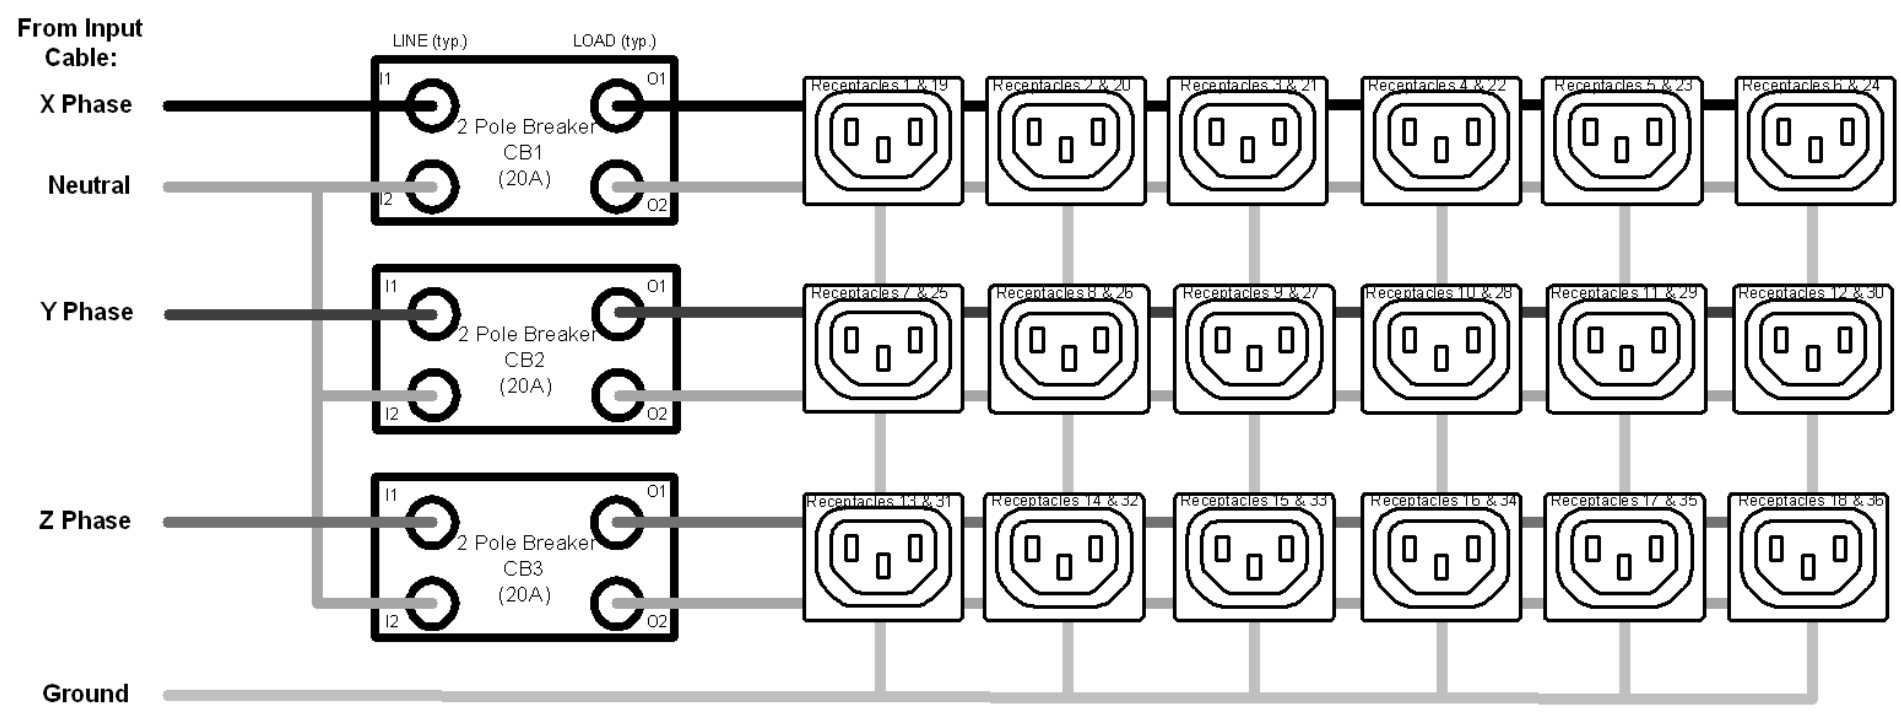 From Input
Cable:
LINE (typ.)
LOAD (typ.)
X Phase
I1
O1
2 Pole Breaker
CB1
(20A)
Neutral
I2
O2
Receptacles 1 & 19
Receptacles 2 & 20
Receptacles 3 & 21
Receptacles 4 & 22
Receptacles 5 & 23
Receptacles 6 & 24
Y Phase
I1
O1
2 Pole Breaker
CB2
(20A)
I2
O2
Receptacles 7 & 25
Receptacles 8 & 26
Receptacles 9 & 27
Receptacles 10 & 28
Receptacles 11 & 29
Receptacles 12 & 30
Z Phase
I1
O1
2 Pole Breaker
CB3
(20A)
I2
O2
Receptacles 13 & 31
Receptacles 14 & 32
Receptacles 15 & 33
Receptacles 16 & 34
Receptacles 17 & 35
Receptacles 18 & 36
Ground